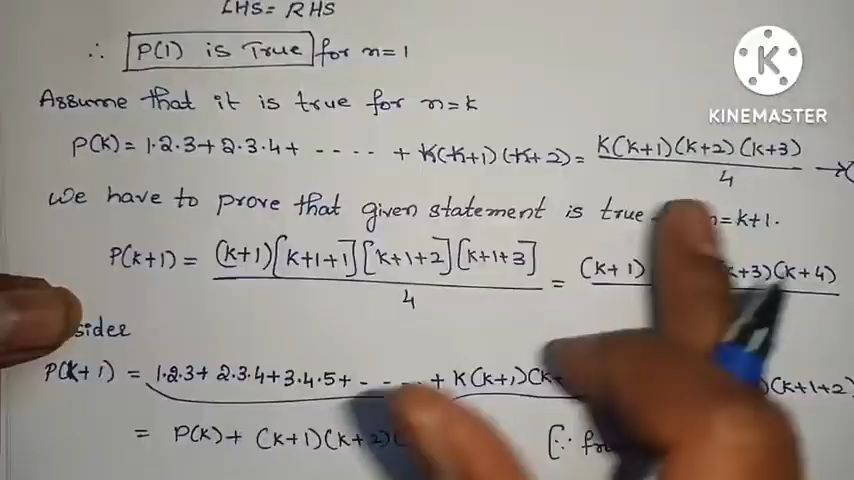 LHS = RHS
∴ P(1) is True for n=1
KINEMASTER
Assume that it is true for n=k
P(k) = 1·2·3 + 2·3·4 + ----- + k(k+1)(k+2) = k(k+1)(k+2)(k+3)/4 →
we have to prove that given statement is true n=k+1.
P(k+1) = (k+1)[k+1+1][k+1+2][k+1+3]/4 = (k+1) k+3)(k+4)
P(k+1) = 1·2·3 + 2·3·4 + 3·4·5 + ----- + k(k+1)(k )(k+1+2)
= P(k) + (k+1)(k+2)( (∵